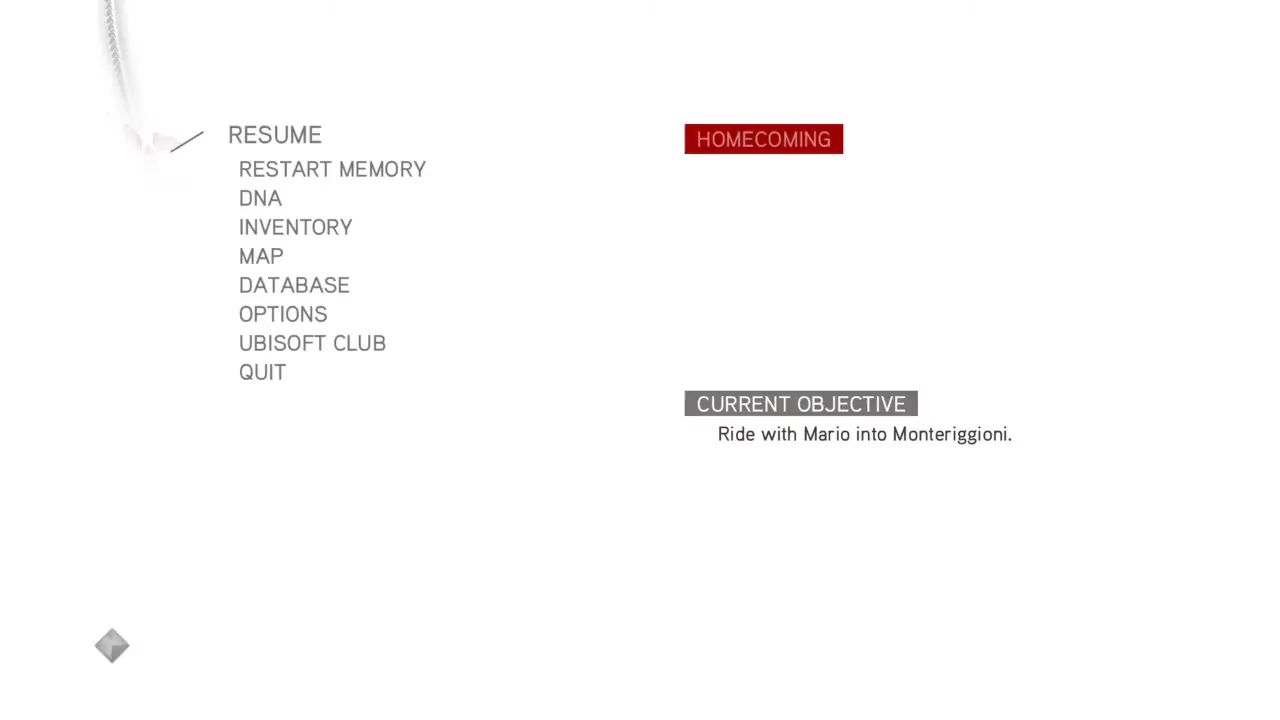 RESUME
RESTART MEMORY
DNA
INVENTORY
MAP
DATABASE
OPTIONS
UBISOFT CLUB
QUIT
HOMECOMING
CURRENT OBJECTIVE
Ride with Mario into Monteriggioni.